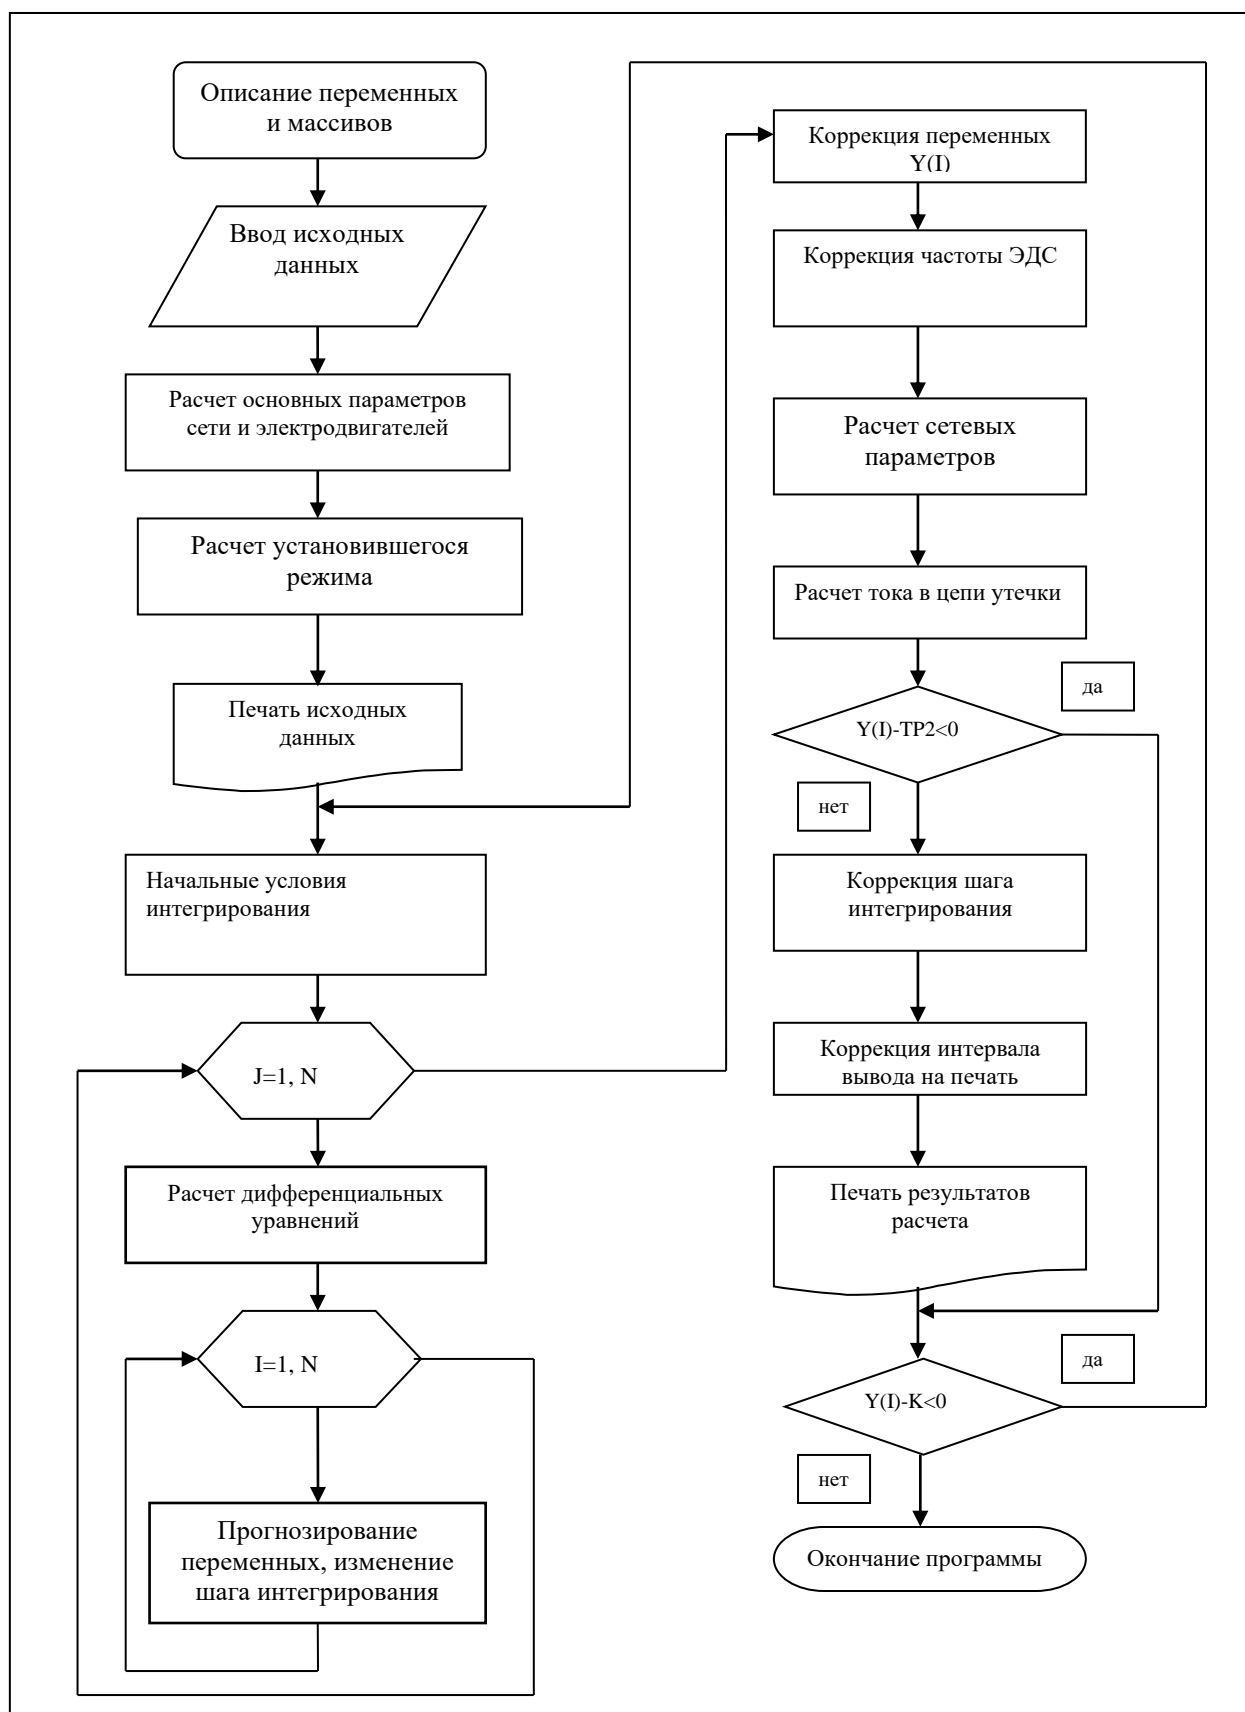 Описание переменных
и массивов
Ввод исходных
данных
Расчет основных параметров
сети и электродвигателей
Расчет установившегося
режима
Печать исходных
данных
Начальные условия
интегрирования
J=1, N
Расчет дифференциальных
уравнений
I=1, N
Прогнозирование
переменных, изменение
шага интегрирования
Коррекция переменных
Y(I)
Коррекция частоты ЭДС
Расчет сетевых
параметров
Расчет тока в цепи утечки
да
Y(I)-TP2<0
нет
Коррекция шага
интегрирования
Коррекция интервала
вывода на печать
Печать результатов
расчета
да
Y(I)-K<0
нет
Окончание программы